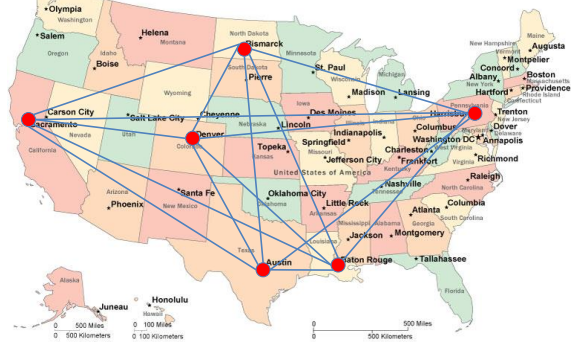 Olympia
Washington
Salem
Oregon
Helena
Montana
Idaho
Boise
North Dakota
Bismarck
South Dakota
Pierre
Minnesota
St. Paul
Wisconsin
Madison
Michigan
Lansing
Maine
Augusta
New Hampshire
Vermont
Montpelier
Concord
Albany
New York
Boston
Massachusetts
Hartford
Providence
Rhode Island
Connecticut
Wyoming
Cheyenne
Carson City
Sacramento
Nevada
California
Salt Lake City
Utah
Denver
Colorado
Nebraska
Lincoln
Iowa
Des Moines
Illinois
Indiana
Indianapolis
Springfield
Ohio
Columbus
Pennsylvania
Harrisburg
Trenton
New Jersey
Dover
Delaware
Maryland
Annapolis
Washington DC
West Virginia
Charleston
Virginia
Richmond
Kansas
Topeka
Missouri
Jefferson City
Frankfort
Kentucky
United States of America
Arizona
Phoenix
New Mexico
Santa Fe
Oklahoma City
Oklahoma
Arkansas
Little Rock
Nashville
Tennessee
Raleigh
North Carolina
Columbia
South Carolina
Atlanta
Georgia
Mississippi
Alabama
Jackson
Montgomery
Texas
Austin
Louisiana
Baton Rouge
Tallahassee
Florida
Alaska
Juneau
Honolulu
Hawaii
0 500 Miles
0 500 Kilometers
0 100 Miles
0 100 Kilometers
0 500 Miles
0 500 Kilometers